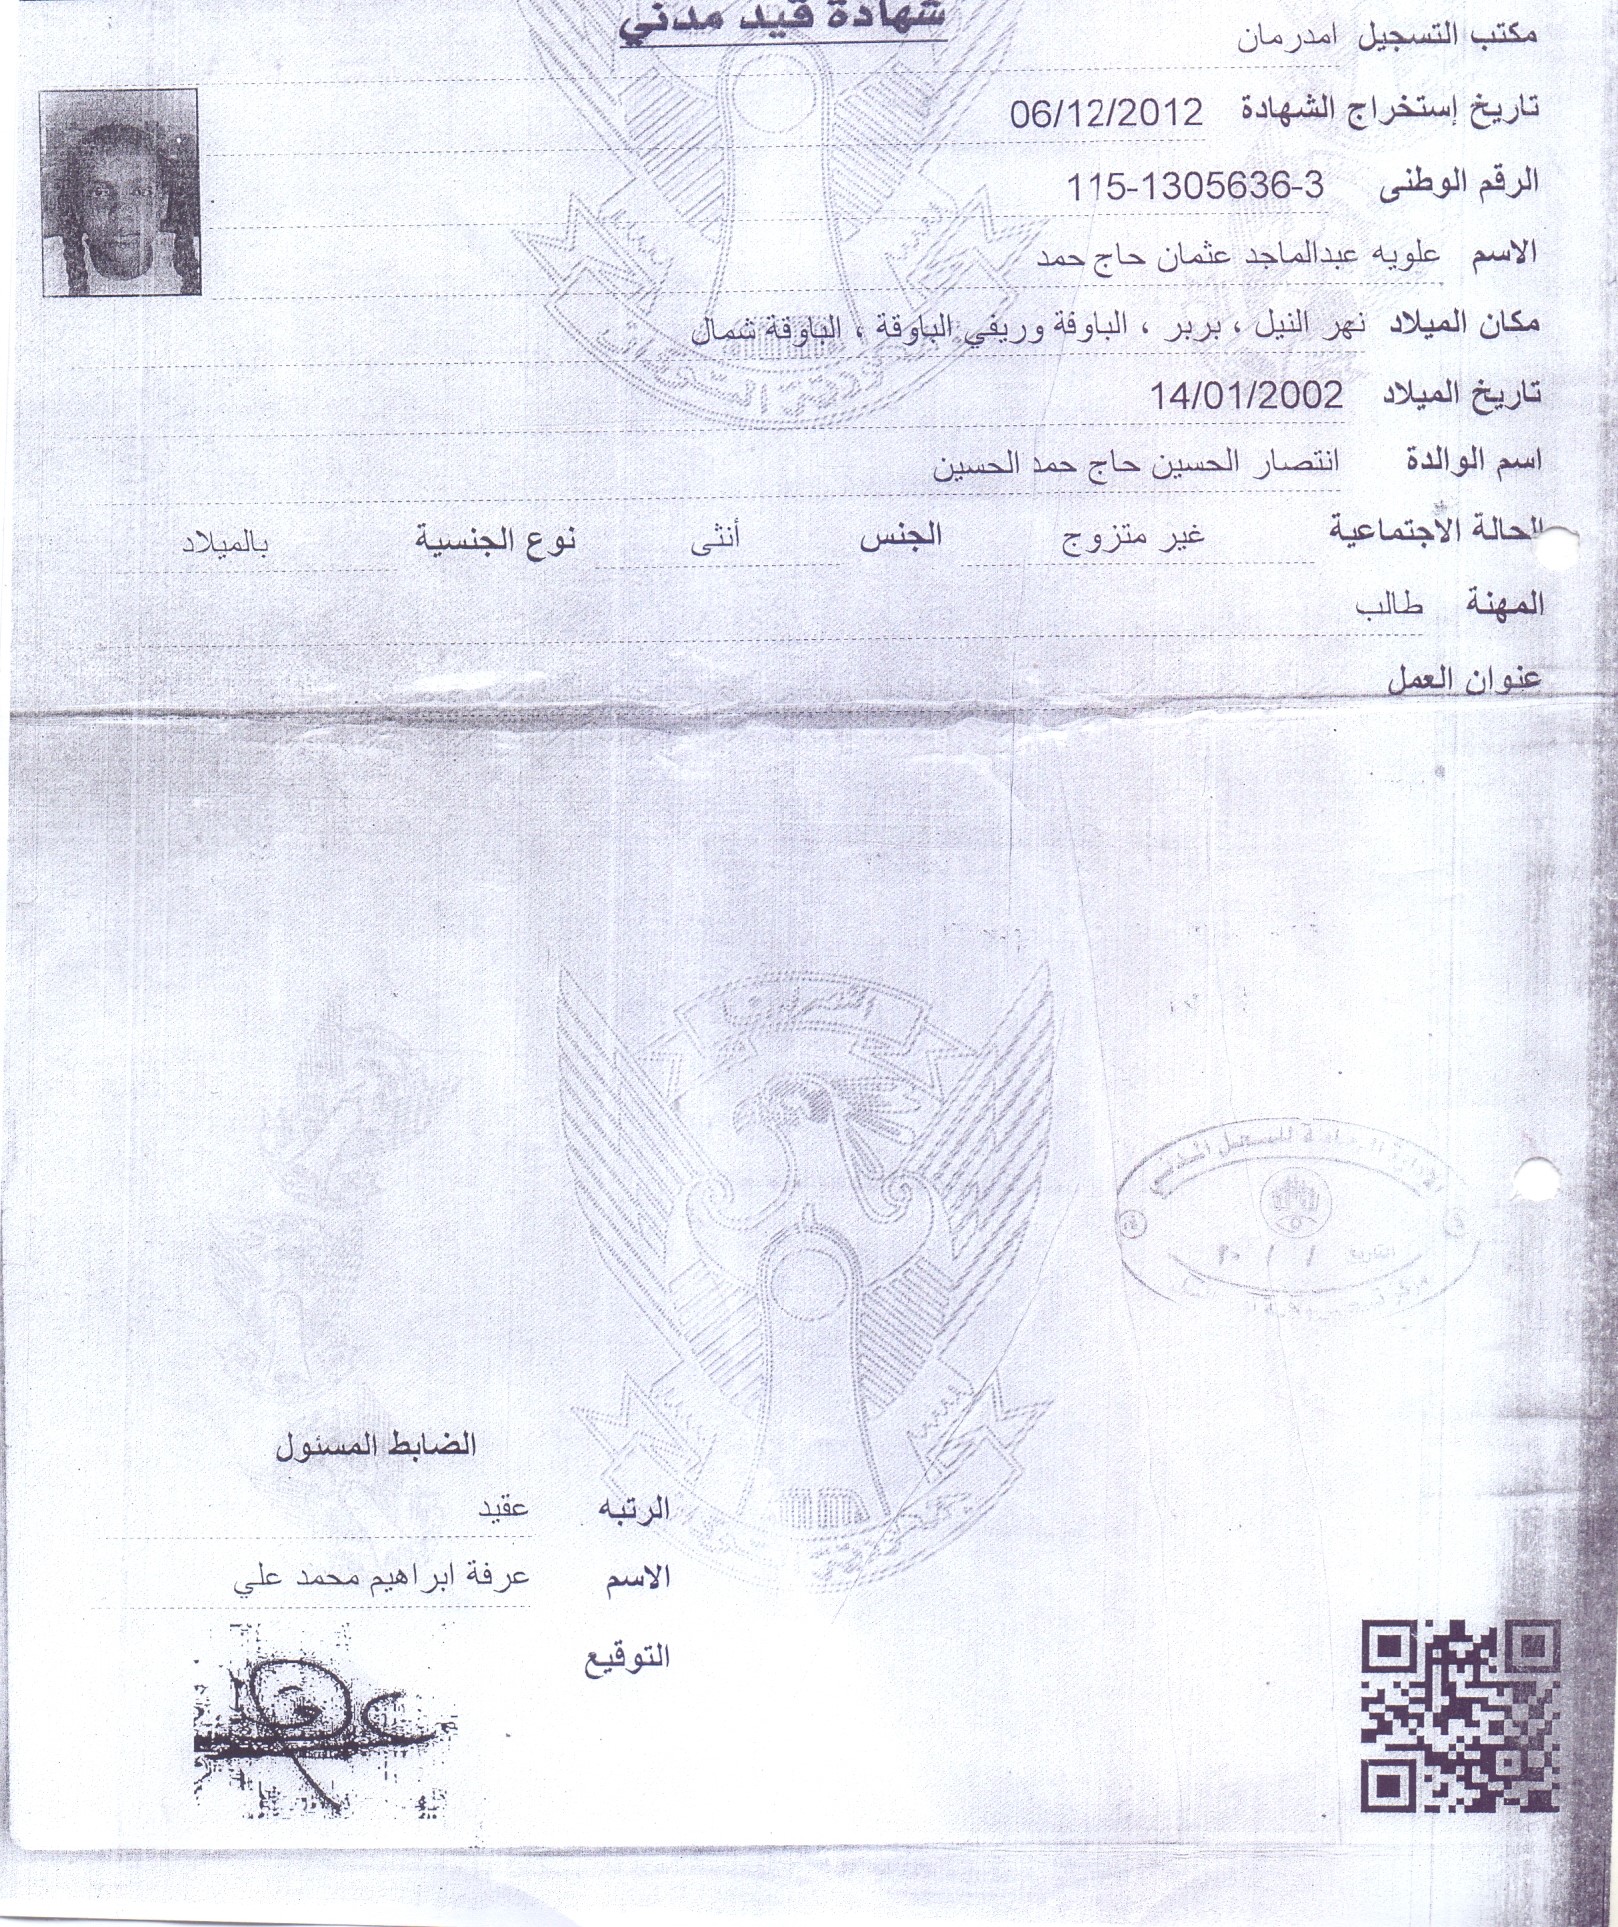 شهادة قيد مدني
مكتب التسجيل امدرمان
تاريخ إستخراج الشهادة 06/12/2012
الرقم الوطنى 115-1305636-3
الاسم علويه عبدالماجد عثمان حاج حمد
مكان الميلاد نهر النيل ، بربر ، الباوقة وريفي الباوقة ، الباوقة شمال
تاريخ الميلاد 14/01/2002
اسم الوالدة انتصار الحسين حاج حمد الحسين
الحالة الاجتماعية غير متزوج الجنس أنثى نوع الجنسية بالميلاد
المهنة طالب
عنوان العمل
الضابط المسئول
الرتبه عقيد
الاسم عرفة ابراهيم محمد علي
التوقيع